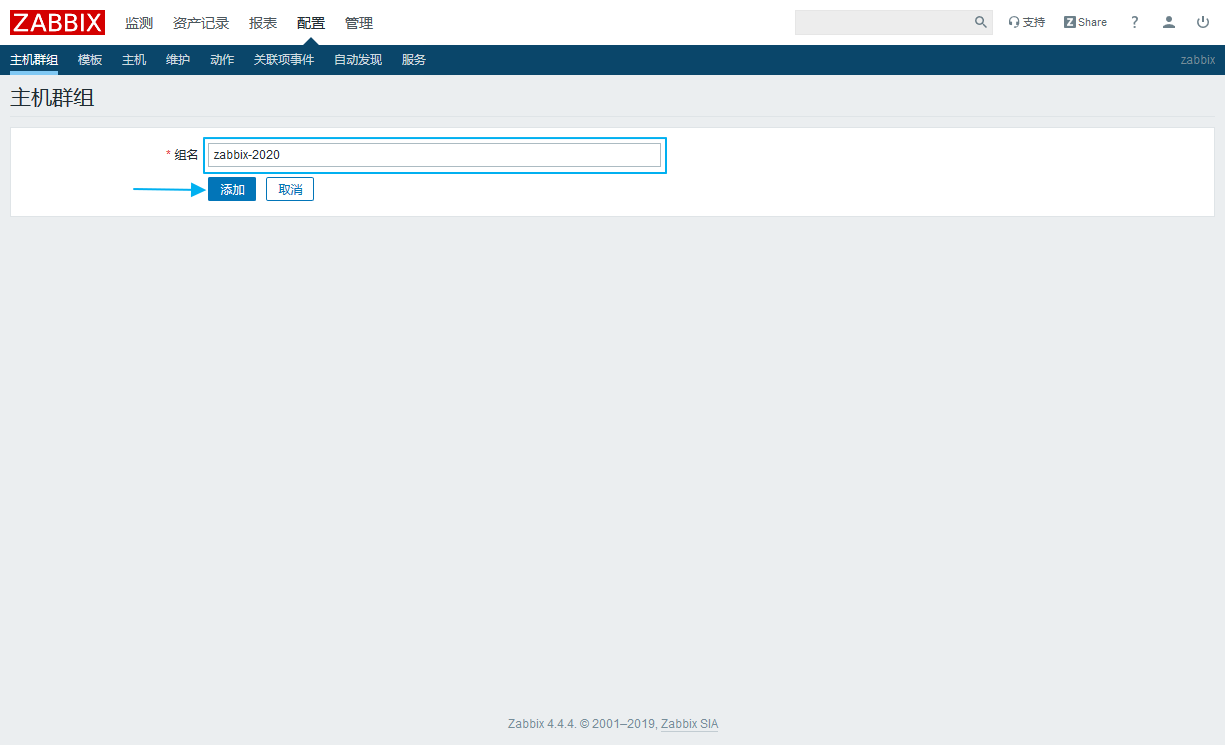 ZABBIX 监测 资产记录 报表 配置 管理 支持 Z Share ?
主机群组 模板 主机 维护 动作 关联项事件 自动发现 服务 zabbix
主机群组
* 组名 zabbix-2020
添加 取消
Zabbix 4.4.4. © 2001–2019, Zabbix SIA